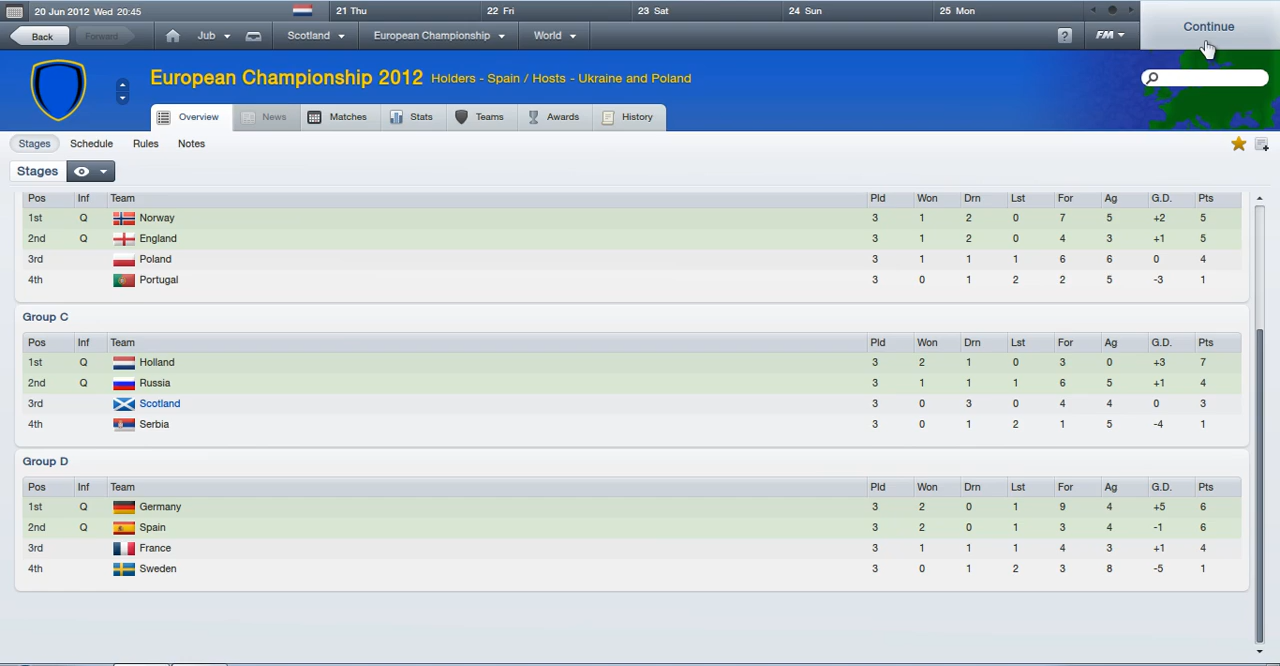 20 Jun 2012 Wed 20:45 21 Thu 22 Fri 23 Sat 24 Sun 25 Mon
Continue
Back Forward Jub Scotland European Championship World ? FM
European Championship 2012 Holders - Spain / Hosts - Ukraine and Poland
Overview News Matches Stats Teams Awards History
Stages Schedule Rules Notes
Stages
Pos Inf Team Pld Won Drn Lst For Ag G.D. Pts
1st Q Norway 3 1 2 0 7 5 +2 5
2nd Q England 3 1 2 0 4 3 +1 5
3rd Poland 3 1 1 1 6 6 0 4
4th Portugal 3 0 1 2 2 5 -3 1
Group C
Pos Inf Team Pld Won Drn Lst For Ag G.D. Pts
1st Q Holland 3 2 1 0 3 0 +3 7
2nd Q Russia 3 1 1 1 6 5 +1 4
3rd Scotland 3 0 3 0 4 4 0 3
4th Serbia 3 0 1 2 1 5 -4 1
Group D
Pos Inf Team Pld Won Drn Lst For Ag G.D. Pts
1st Q Germany 3 2 0 1 9 4 +5 6
2nd Q Spain 3 2 0 1 3 4 -1 6
3rd France 3 1 1 1 4 3 +1 4
4th Sweden 3 0 1 2 3 8 -5 1